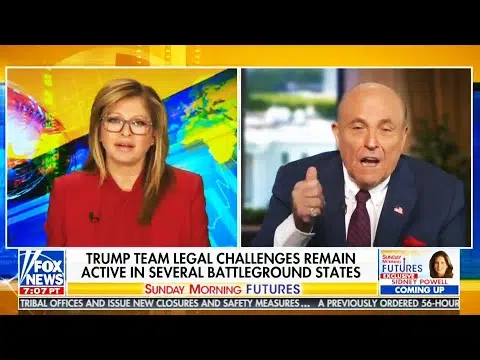 TRUMP TEAM LEGAL CHALLENGES REMAIN
ACTIVE IN SEVERAL BATTLEGROUND STATES
SUNDAY MORNING FUTURES
FOX
NEWS
7:07 PT
SUNDAY
MORNING
FUTURES
EXCLUSIVE
SIDNEY POWELL
COMING UP
TRIBAL OFFICES AND ISSUE NEW CLOSURES AND SAFETY MEASURES... ... A PREVIOUSLY ORDERED 56-HOUR